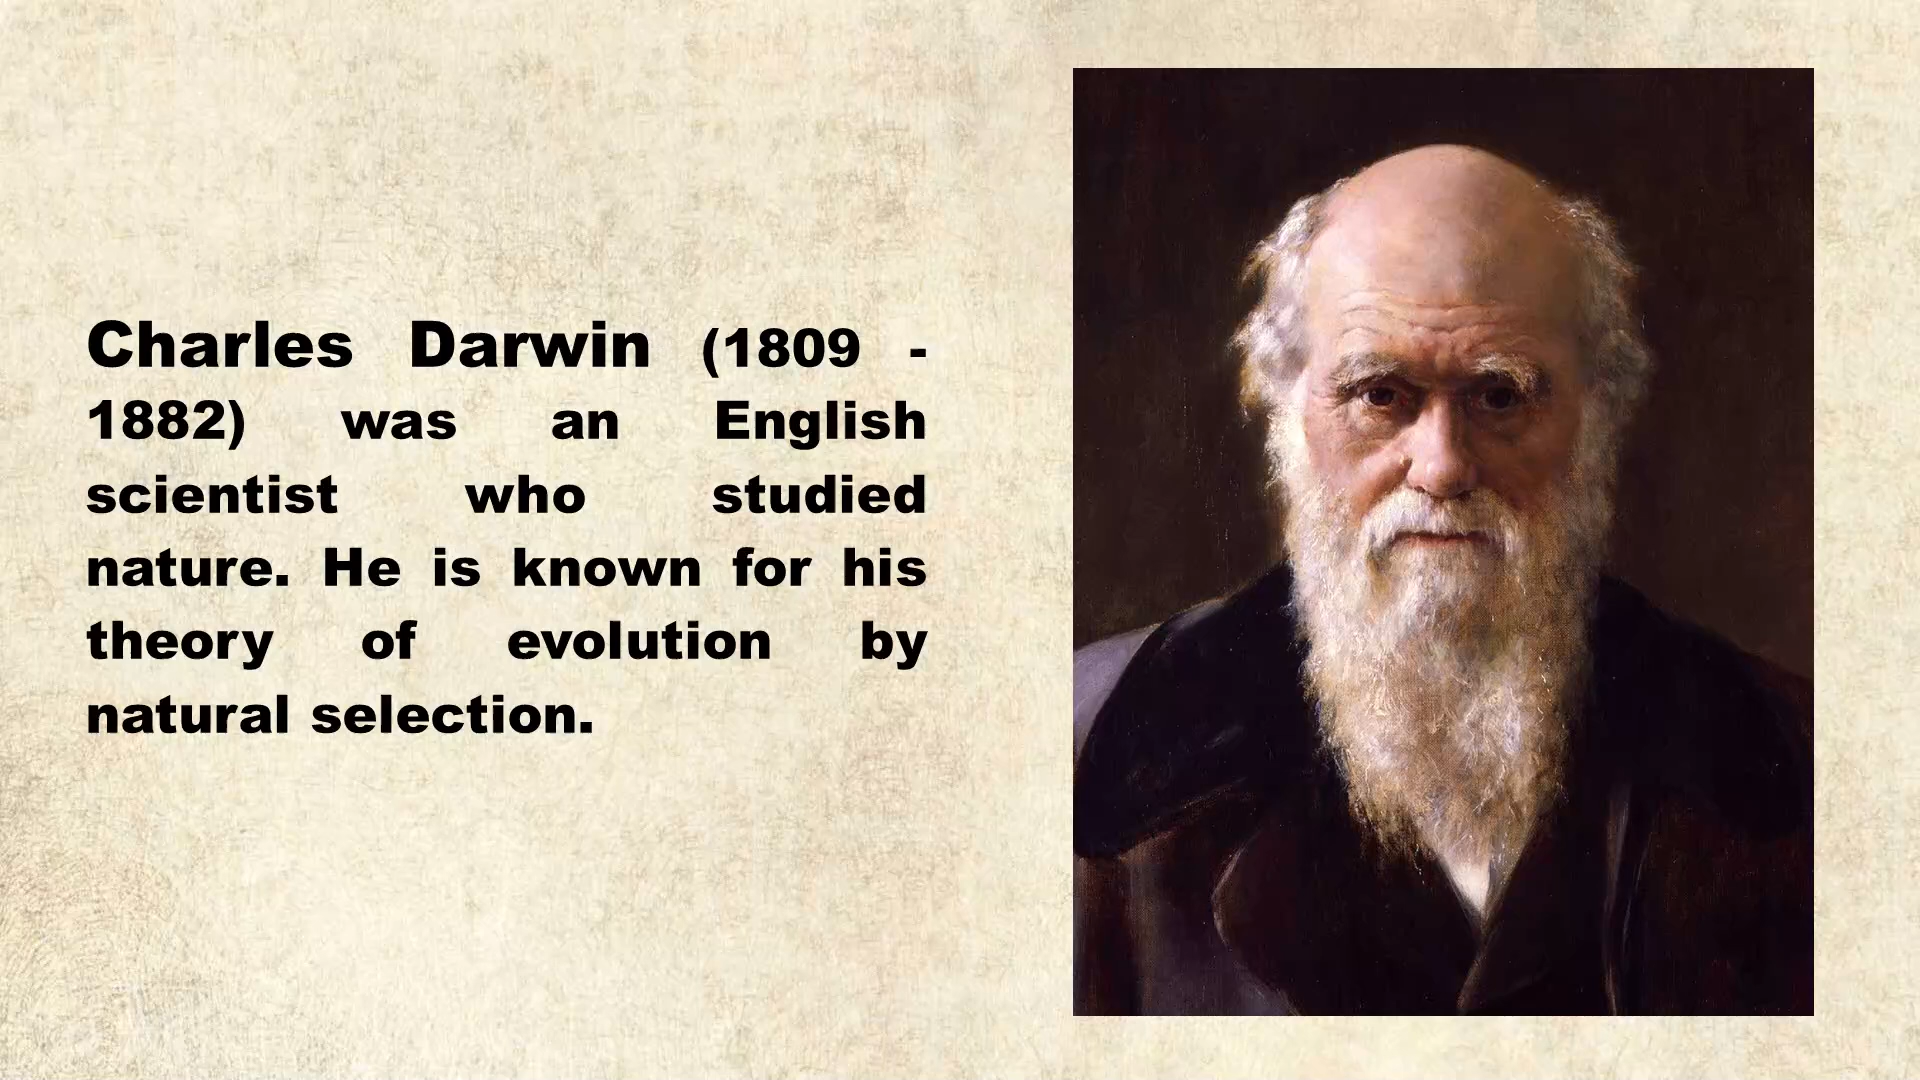 Charles Darwin (1809 -
1882) was an English
scientist who studied
nature. He is known for his
theory of evolution by
natural selection.